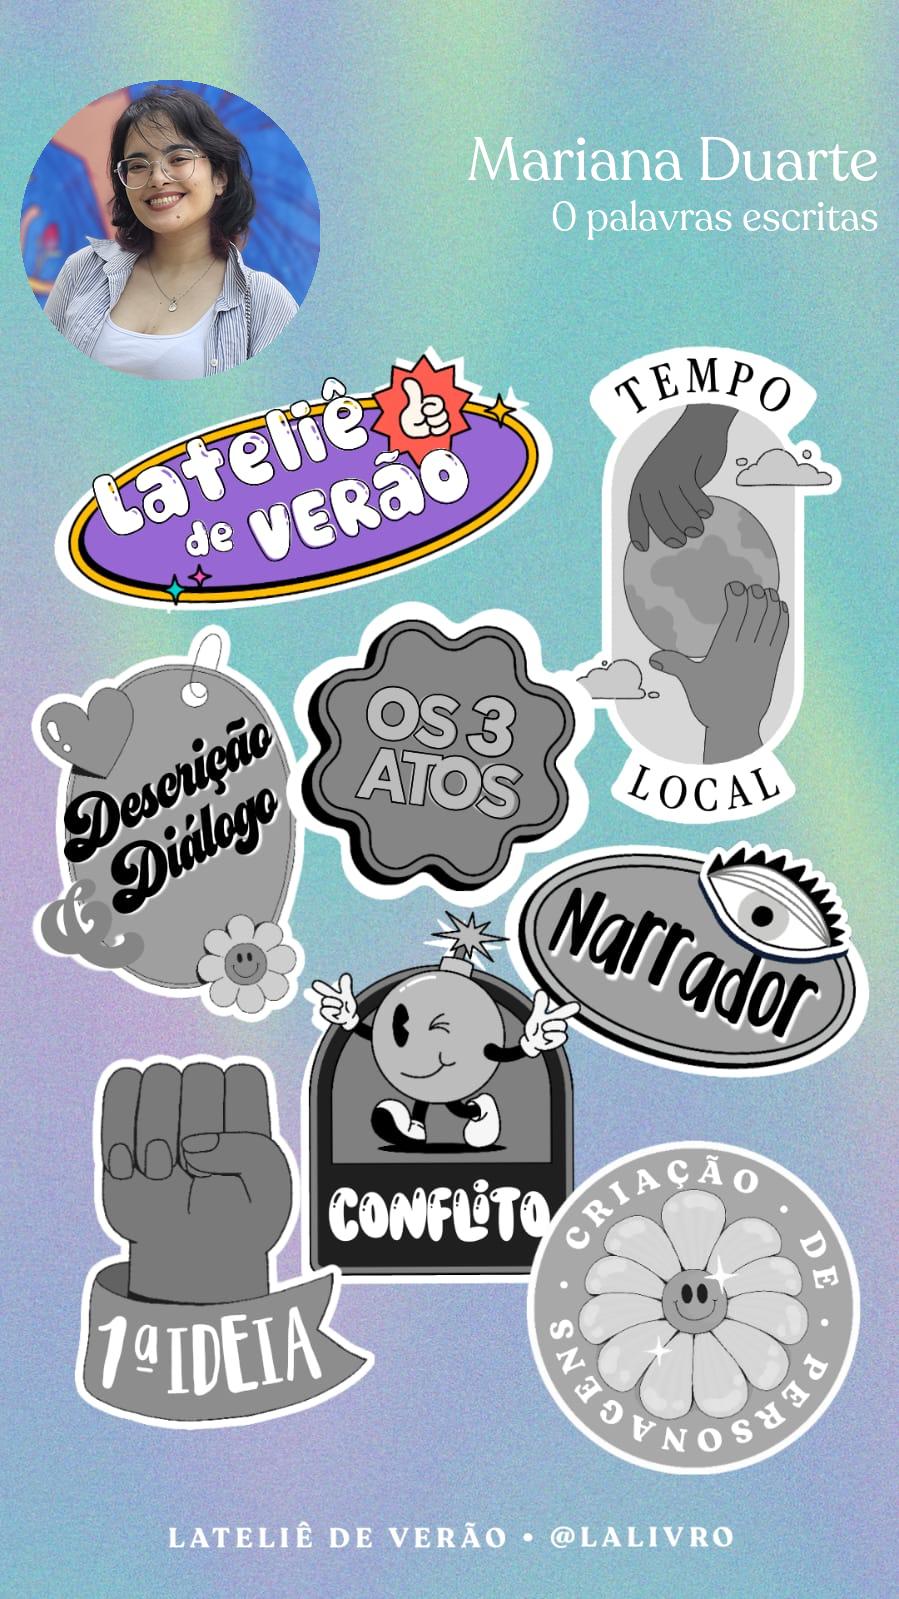 Mariana Duarte
0 palavras escritas
Lateliê
de VERÃO
TEMPO
LOCAL
OS 3
ATOS
Descrição
&
Diálogo
Narrador
CONFLITO
1ª IDEIA
CRIAÇÃO · DE · PERSONAGENS ·
LATELIÊ DE VERÃO • @LALIVRO